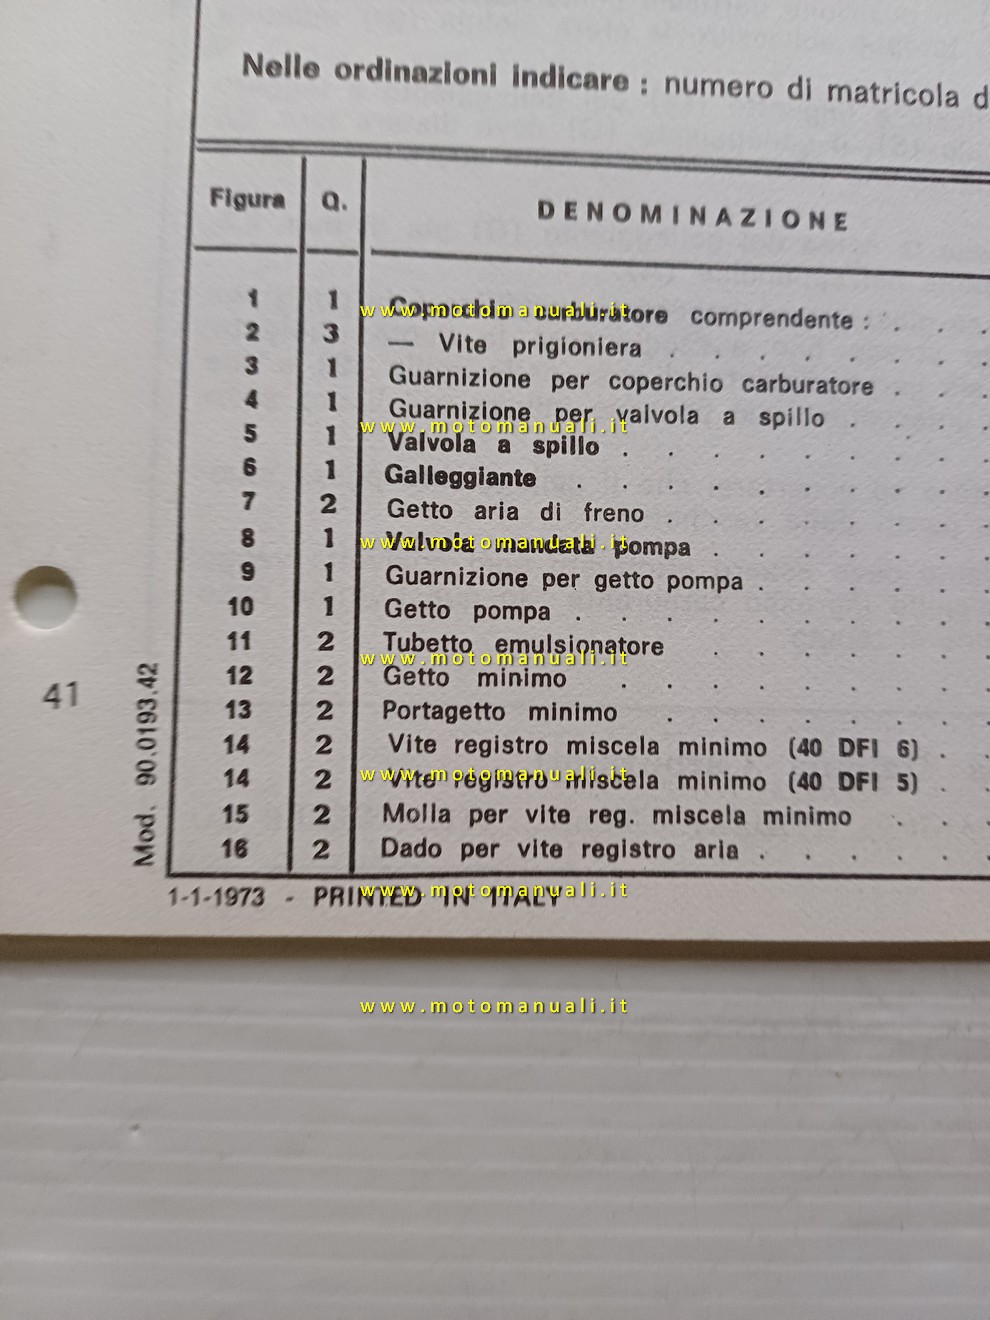 Nelle ordinazioni indicare : numero di matricola d
Figura Q. DENOMINAZIONE
1 1 Coperchio carburatore comprendente : . . .
2 3 — Vite prigioniera . . . . . . . .
3 1 Guarnizione per coperchio carburatore . . .
4 1 Guarnizione per valvola a spillo . . . .
5 1 Valvola a spillo . . . . . . . . .
6 1 Galleggiante . . . . . . . . . .
7 2 Getto aria di freno . . . . . . . .
8 1 Valvola mandata pompa . . . . . . .
9 1 Guarnizione per getto pompa . . . . . .
10 1 Getto pompa . . . . . . . . . .
11 2 Tubetto emulsionatore . . . . . . .
12 2 Getto minimo . . . . . . . . .
13 2 Portagetto minimo . . . . . . . .
14 2 Vite registro miscela minimo (40 DFI 6) . .
14 2 Vite registro miscela minimo (40 DFI 5) . .
15 2 Molla per vite reg. miscela minimo . . .
16 2 Dado per vite registro aria . . . . . .
41
Mod. 90.0193.42
1-1-1973 - PRINTED IN ITALY
www.motomanuali.it
www.motomanuali.it
www.motomanuali.it
www.motomanuali.it
www.motomanuali.it
www.motomanuali.it
www.motomanuali.it